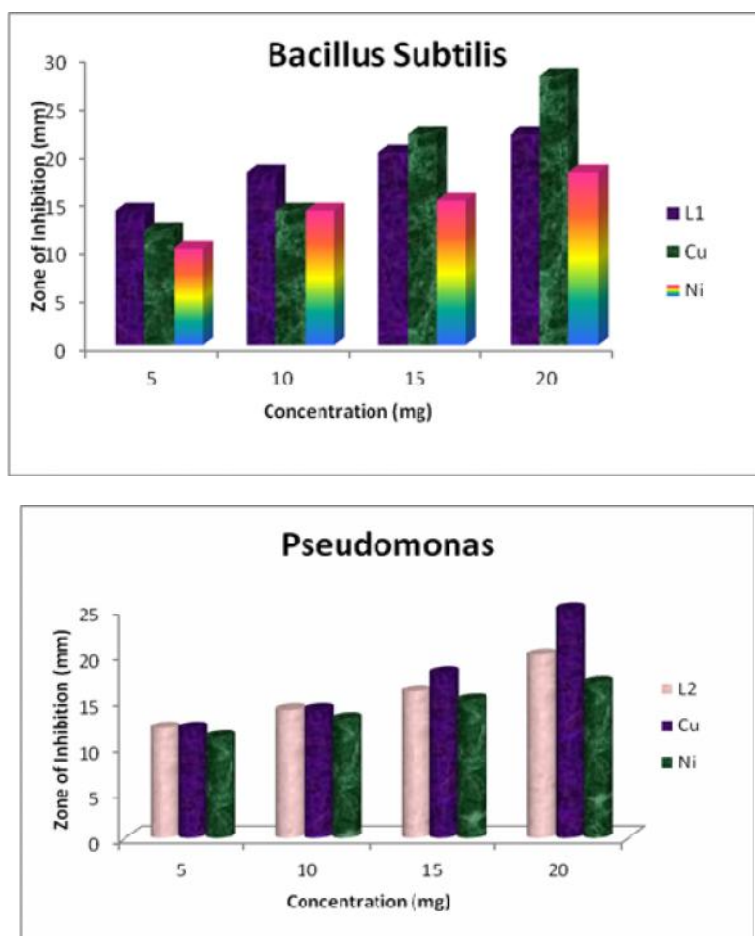 Bacillus Subtilis
30
25
20
15
10
5
0
Zone of Inhibition (mm)
5 10 15 20
Concentration (mg)
L1
Cu
Ni
Pseudomonas
25
20
15
10
5
0
Zone of Inhibition (mm)
5 10 15 20
Concentration (mg)
L2
Cu
Ni